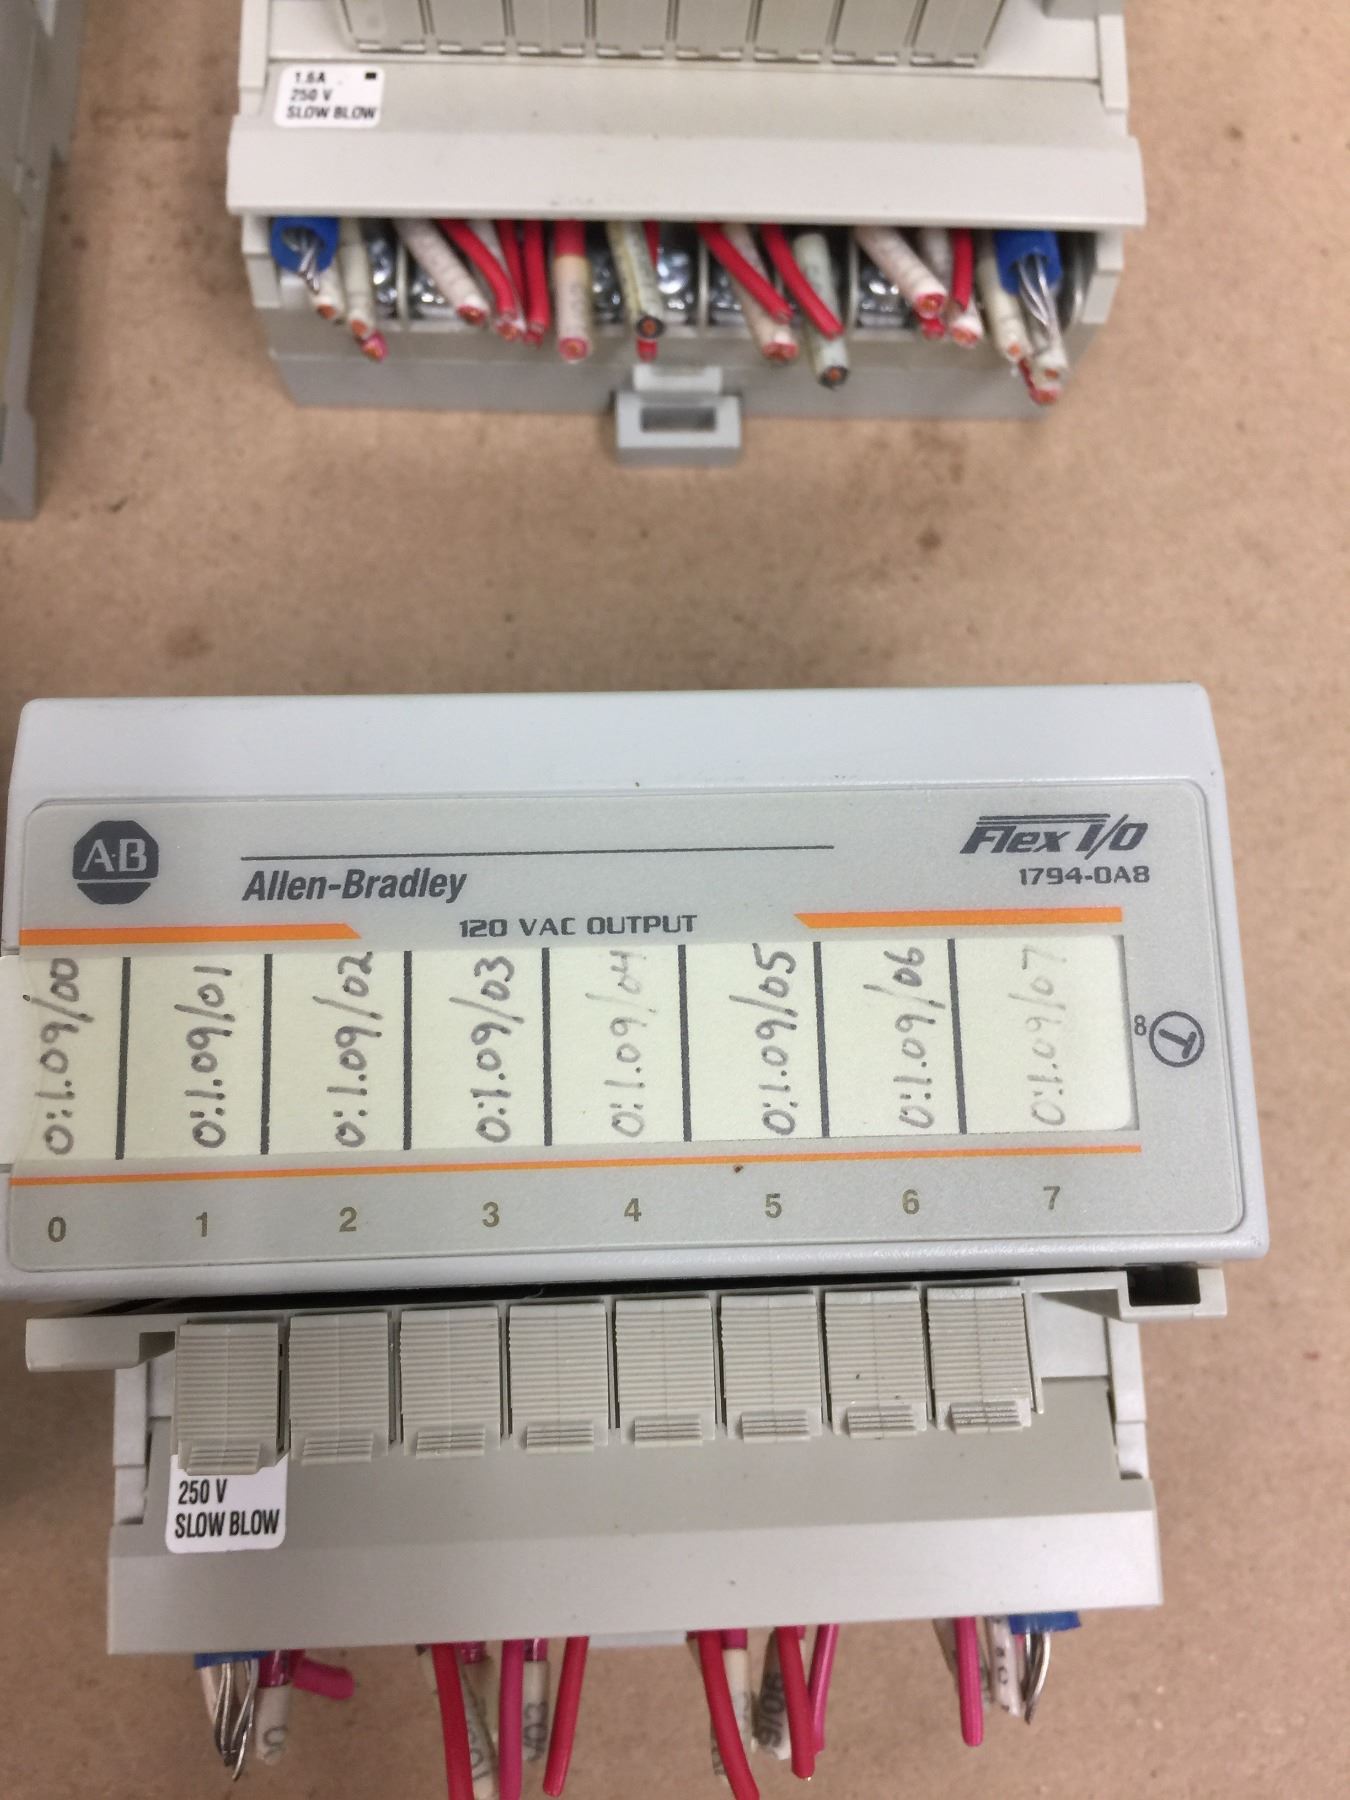 1.6A
250 V
SLOW BLOW
A·B
Allen-Bradley
Flex I/O
1794-OA8
120 VAC OUTPUT
O:1.09/00
O:1.09/01
O:1.09/02
O:1.09/03
O:1.09/04
O:1.09/05
O:1.09/06
O:1.09/07
8
T
0 1 2 3 4 5 6 7
250 V
SLOW BLOW